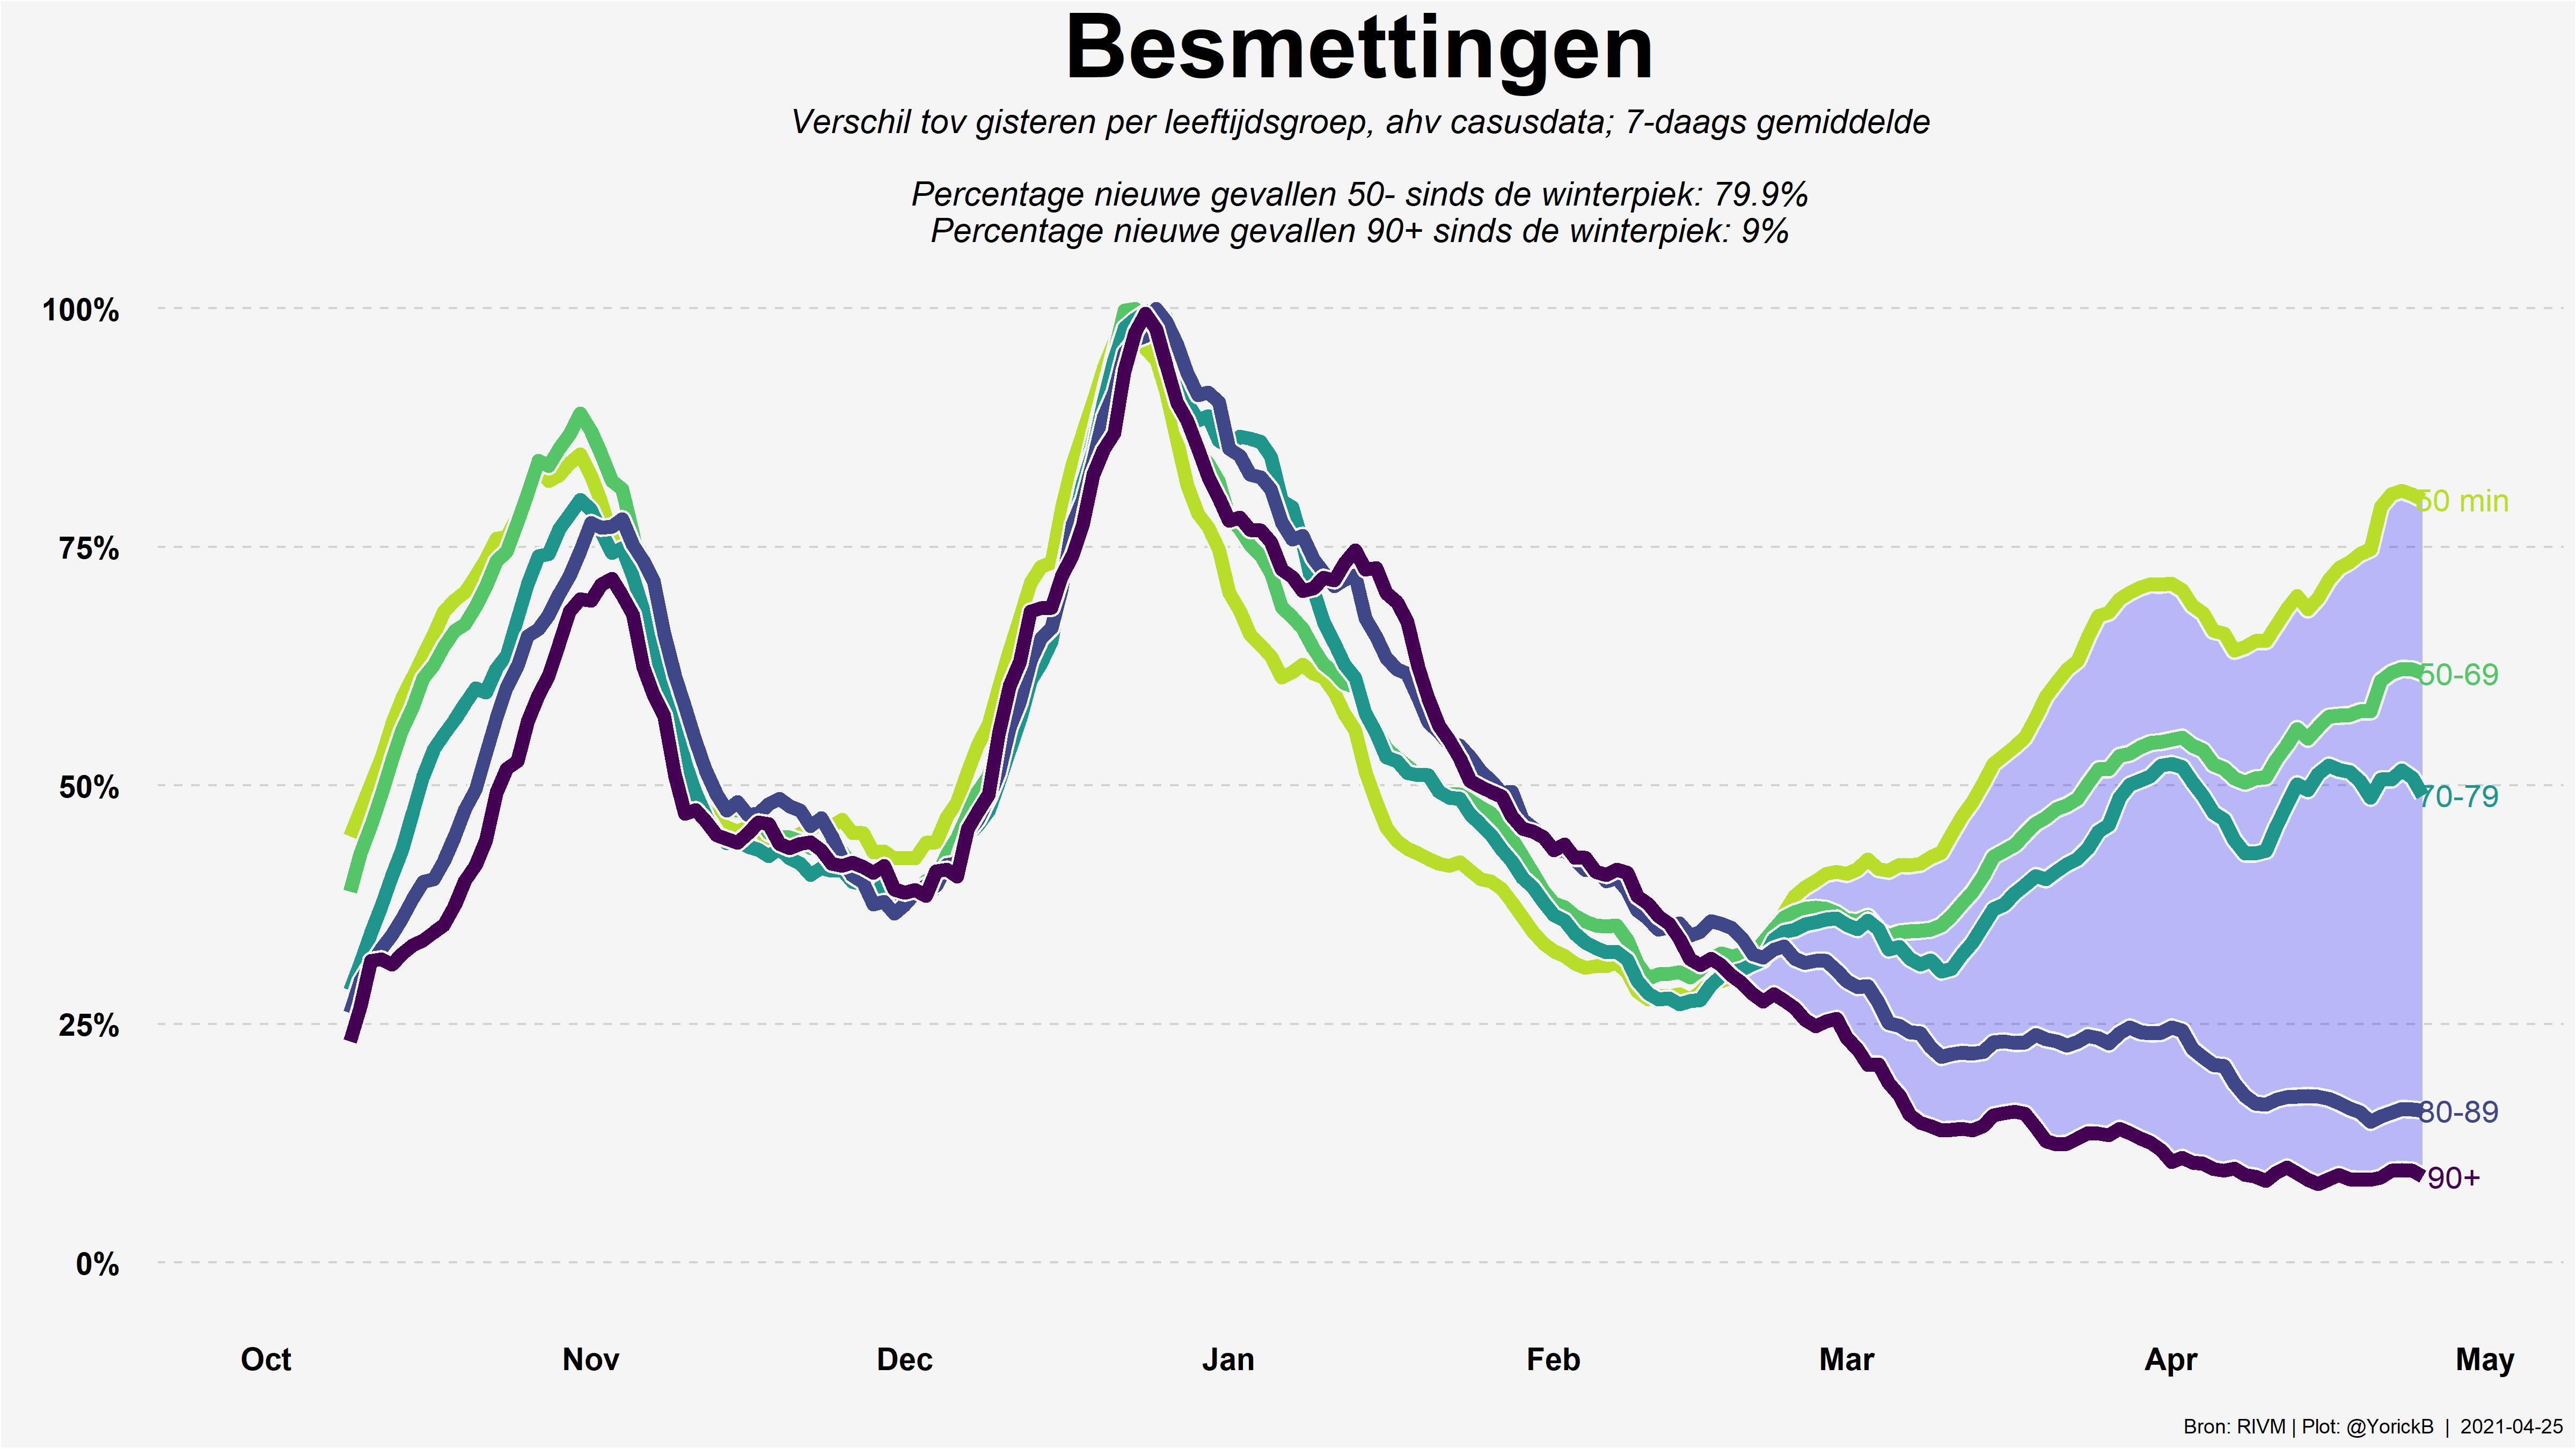 Besmettingen
Verschil tov gisteren per leeftijdsgroep, ahv casusdata; 7-daags gemiddelde
Percentage nieuwe gevallen 50- sinds de winterpiek: 79.9%
Percentage nieuwe gevallen 90+ sinds de winterpiek: 9%
100%
75%
50%
25%
0%
50 min
50-69
70-79
80-89
90+
Oct Nov Dec Jan Feb Mar Apr May
Bron: RIVM | Plot: @YorickB | 2021-04-25